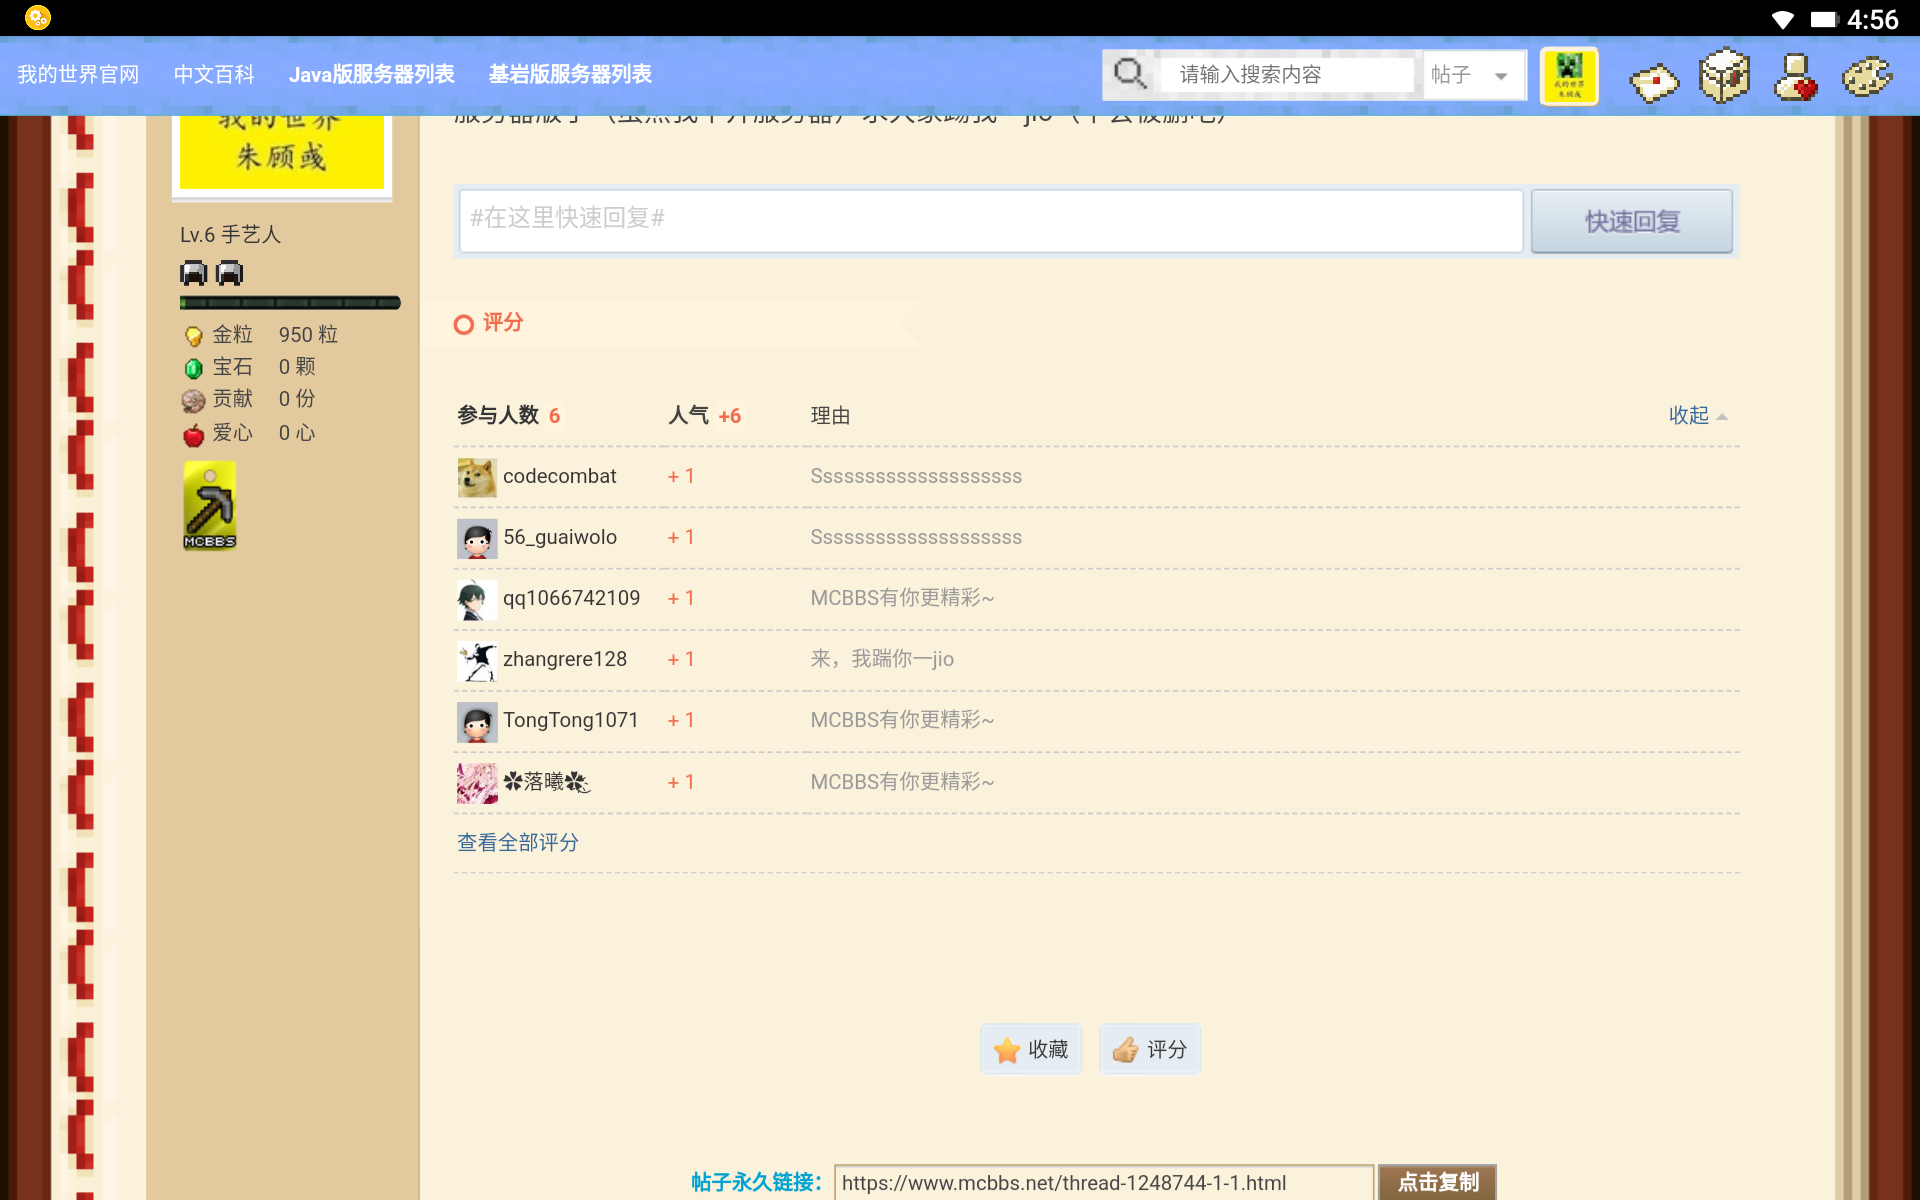 4:56
我的世界官网 中文百科 Java版服务器列表 基岩版服务器列表 请输入搜索内容 帖子
我的世界
朱顾彧
#在这里快速回复# 快速回复
Lv.6 手艺人
金粒 950 粒
宝石 0 颗
贡献 0 份
爱心 0 心
MCBBS
评分
参与人数 6 人气 +6 理由 收起
codecombat + 1 Sssssssssssssssssssss
56_guaiwolo + 1 Sssssssssssssssssssss
qq1066742109 + 1 MCBBS有你更精彩~
zhangrere128 + 1 来，我踹你一jio
TongTong1071 + 1 MCBBS有你更精彩~
✿落曦✿ + 1 MCBBS有你更精彩~
查看全部评分
收藏 评分
帖子永久链接： https://www.mcbbs.net/thread-1248744-1-1.html 点击复制